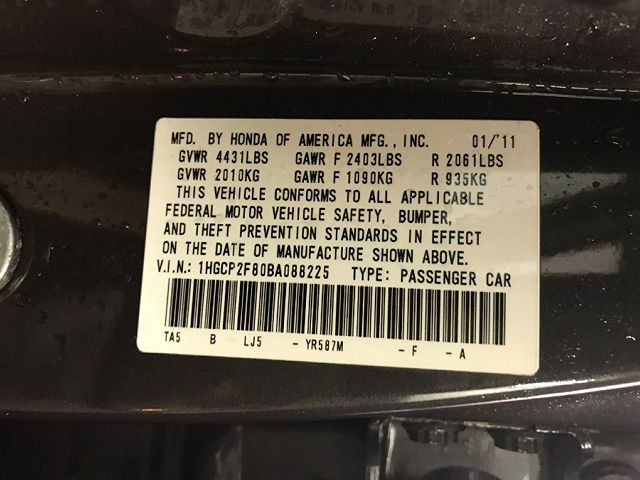 MFD. BY HONDA OF AMERICA MFG., INC. 01/'11
GVWR 4431LBS GAWR F 2403LBS R 2061LBS
GVWR 2010KG GAWR F 1090KG R 935KG
THIS VEHICLE CONFORMS TO ALL APPLICABLE
FEDERAL MOTOR VEHICLE SAFETY, BUMPER,
AND THEFT PREVENTION STANDARDS IN EFFECT
ON THE DATE OF MANUFACTURE SHOWN ABOVE.
V.I.N.: 1HGCP2F80BA088225 TYPE: PASSENGER CAR
TA5 B LJ5 - YR587M - F - A